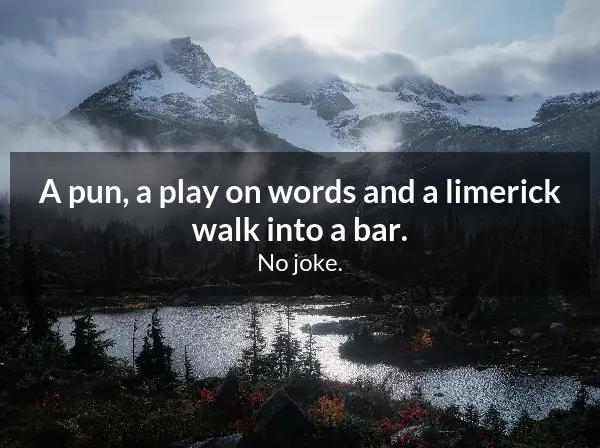 A pun, a play on words and a limerick
walk into a bar.
No joke.